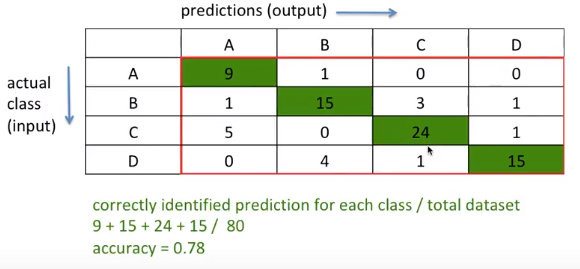 predictions (output)
A B C D
actual
class
(input)
A 9 1 0 0
B 1 15 3 1
C 5 0 24 1
D 0 4 1 15
correctly identified prediction for each class / total dataset
9 + 15 + 24 + 15 / 80
accuracy = 0.78